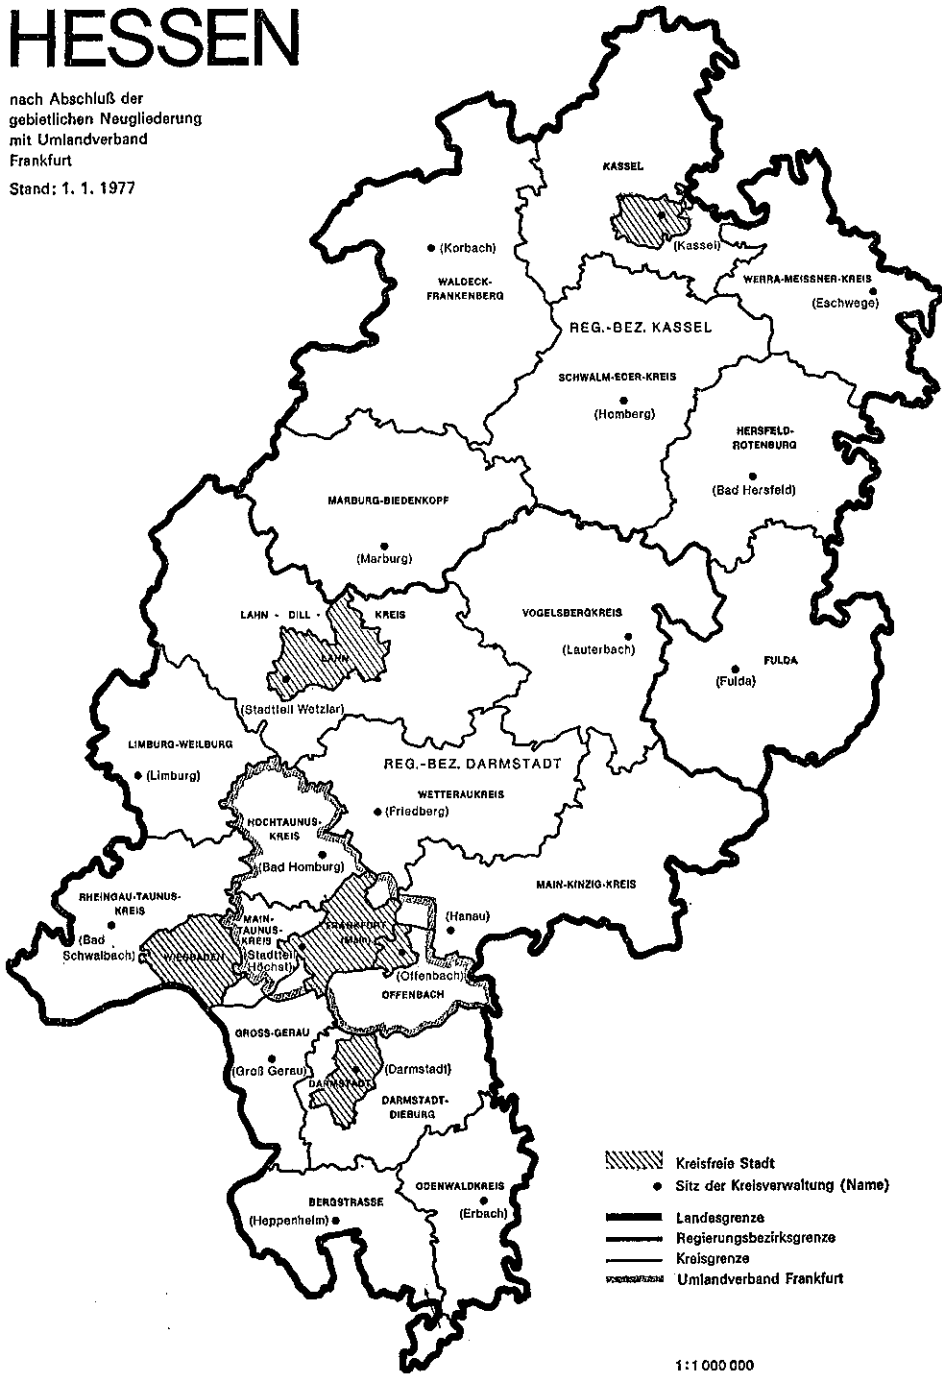 HESSEN
nach Abschluß der
gebietlichen Neugliederung
mit Umlandverband
Frankfurt
Stand: 1. 1. 1977
KASSEL
(Kassel)
(Korbach)
WALDECK-
FRANKENBERG
WERRA-MEISSNER-KREIS
(Eschwege)
REG.-BEZ. KASSEL
SCHWALM-EDER-KREIS
(Homberg)
HERSFELD-
ROTENBURG
(Bad Hersfeld)
MARBURG-BIEDENKOPF
(Marburg)
LAHN - DILL - KREIS
LAHN
(Stadtteil Wetzlar)
VOGELSBERGKREIS
(Lauterbach)
FULDA
(Fulda)
LIMBURG-WEILBURG
(Limburg)
REG.-BEZ. DARMSTADT
WETTERAUKREIS
(Friedberg)
HOCHTAUNUS-
KREIS
(Bad Homburg)
MAIN-KINZIG-KREIS
(Hanau)
RHEINGAU-TAUNUS-
KREIS
(Bad
Schwalbach)
WIESBADEN
MAIN-
TAUNUS-
KREIS
(Stadtteil
Höchst)
FRANKFURT
(Main)
(Offenbach)
OFFENBACH
GROSS-GERAU
(Groß Gerau)
DARMSTADT
(Darmstadt)
DARMSTADT-
DIEBURG
BERGSTRASSE
(Heppenheim)
ODENWALDKREIS
(Erbach)
Kreisfreie Stadt
Sitz der Kreisverwaltung (Name)
Landesgrenze
Regierungsbezirksgrenze
Kreisgrenze
Umlandverband Frankfurt
1:1 000 000